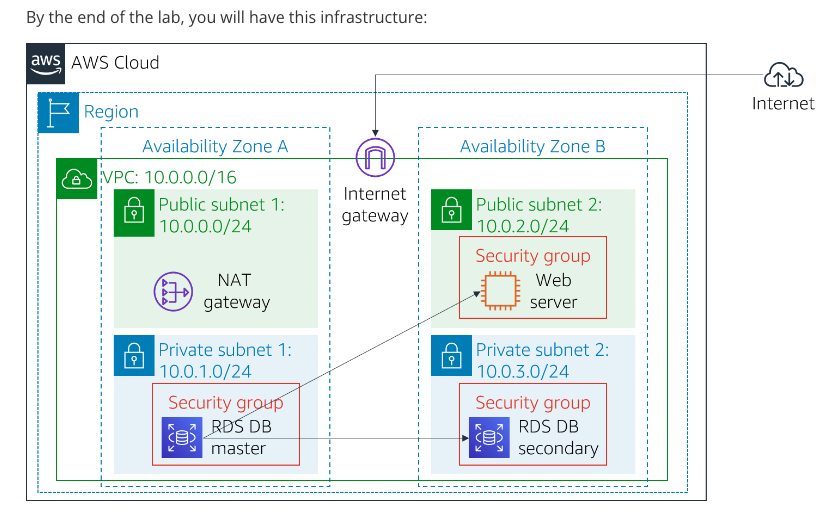 By the end of the lab, you will have this infrastructure:
aws
AWS Cloud
Internet
Region
Availability Zone A
Availability Zone B
VPC: 10.0.0.0/16
Internet
gateway
Public subnet 1:
10.0.0.0/24
NAT
gateway
Public subnet 2:
10.0.2.0/24
Security group
Web
server
Private subnet 1:
10.0.1.0/24
Security group
RDS DB
master
Private subnet 2:
10.0.3.0/24
Security group
RDS DB
secondary